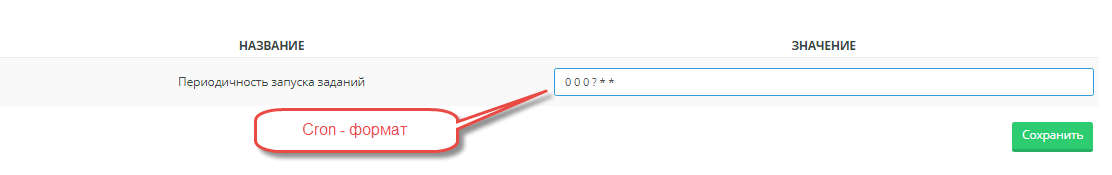 НАЗВАНИЕ ЗНАЧЕНИЕ
Периодичность запуска заданий 0 0 0 ? * *
Cron - формат
Сохранить